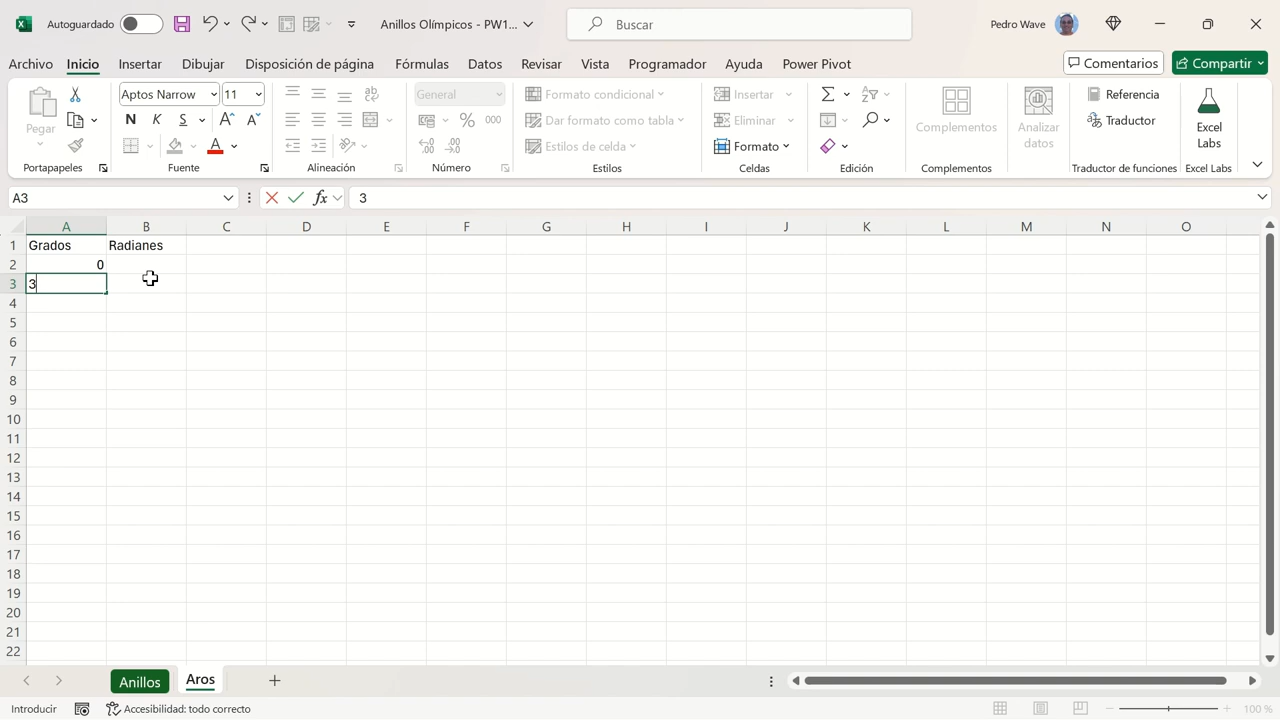 Autoguardado Anillos Olímpicos - PW1... Buscar Pedro Wave
Archivo Inicio Insertar Dibujar Disposición de página Fórmulas Datos Revisar Vista Programador Ayuda Power Pivot Comentarios Compartir
Pegar
Portapapeles
Aptos Narrow 11
N K S A A
A
Fuente
ab
Alineación
General
% 000
Número
Formato condicional
Dar formato como tabla
Estilos de celda
Estilos
Insertar
Eliminar
Formato
Celdas
Edición
Complementos
Complementos
Analizar
datos
Referencia
Traductor
Traductor de funciones
Excel
Labs
Excel Labs
A3 fx 3
A B C D E F G H I J K L M N O
1 Grados Radianes
2 0
3 3
4
5
6
7
8
9
10
11
12
13
14
15
16
17
18
19
20
21
22
Anillos Aros
Introducir Accesibilidad: todo correcto 100 %